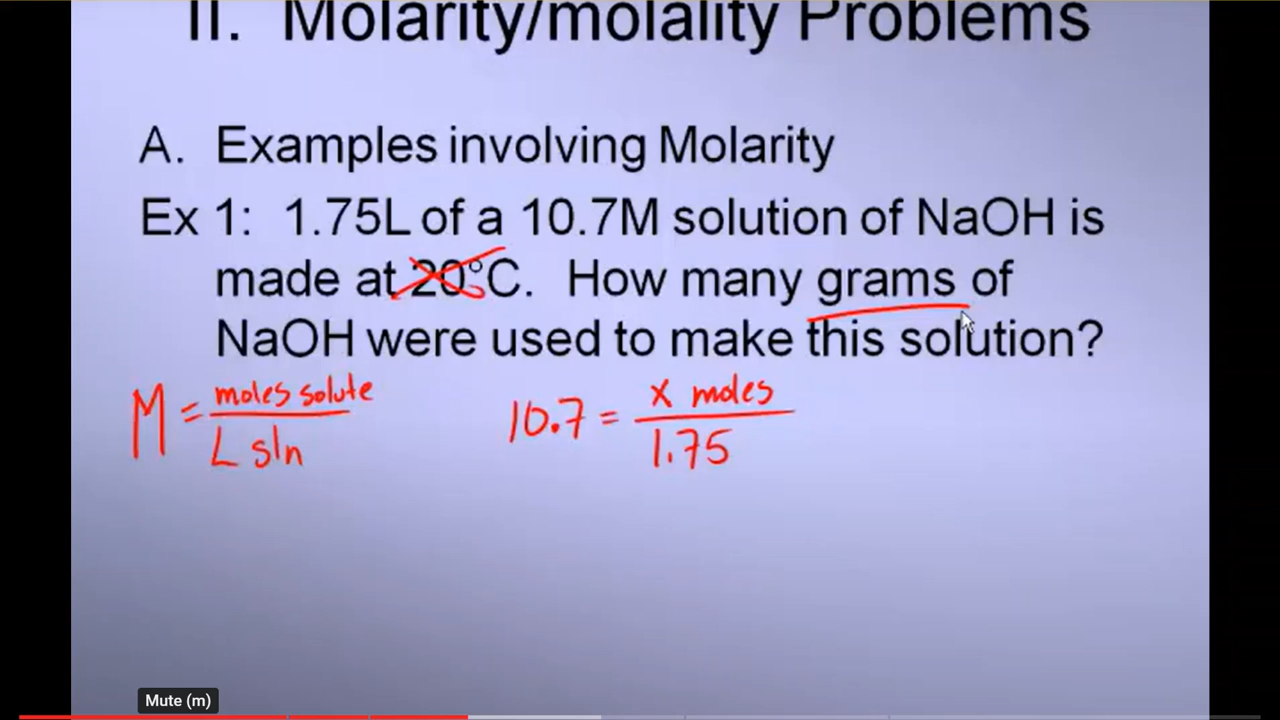 II. Molarity/molality Problems
A. Examples involving Molarity
Ex 1: 1.75L of a 10.7M solution of NaOH is
made at 20°C. How many grams of
NaOH were used to make this solution?
M = moles solute / L sln
10.7 = x moles / 1.75
Mute (m)